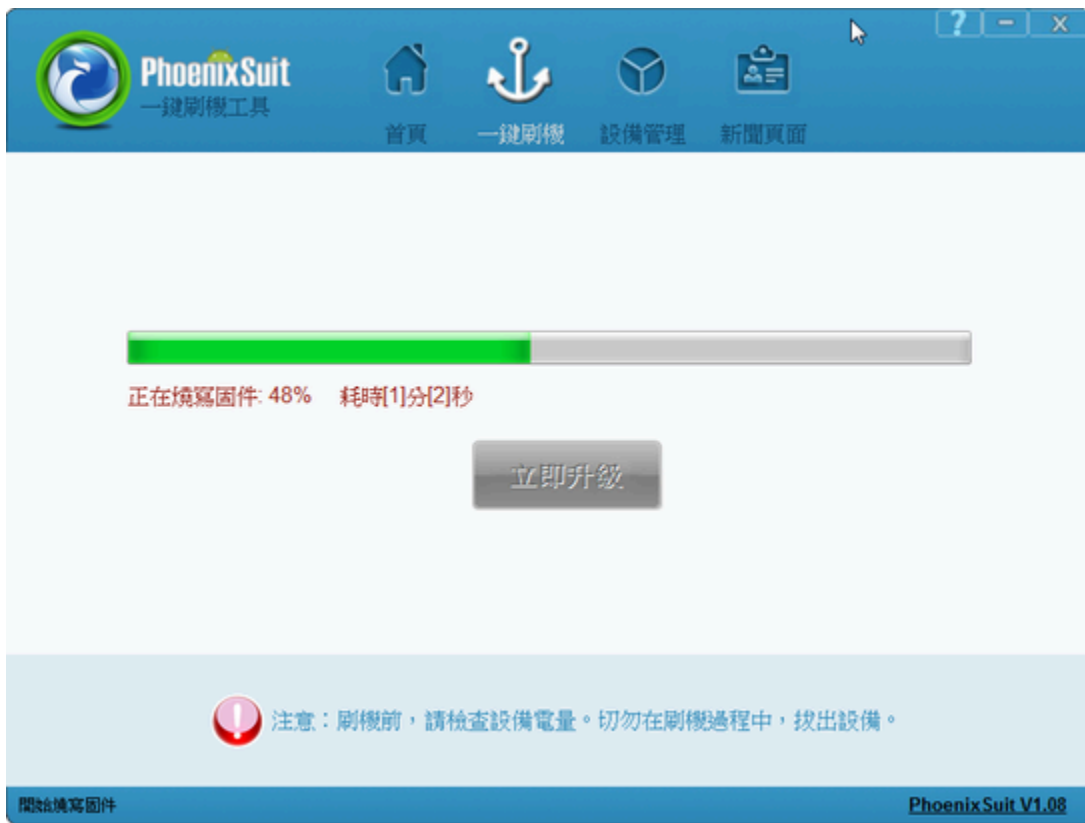 ? - x
PhoenixSuit
一鍵刷機工具
首頁 一鍵刷機 設備管理 新聞頁面
正在燒寫固件: 48% 耗時[1]分[2]秒
立即升級
注意：刷機前，請檢查設備電量。切勿在刷機過程中，拔出設備。
開始燒寫固件 PhoenixSuit V1.08